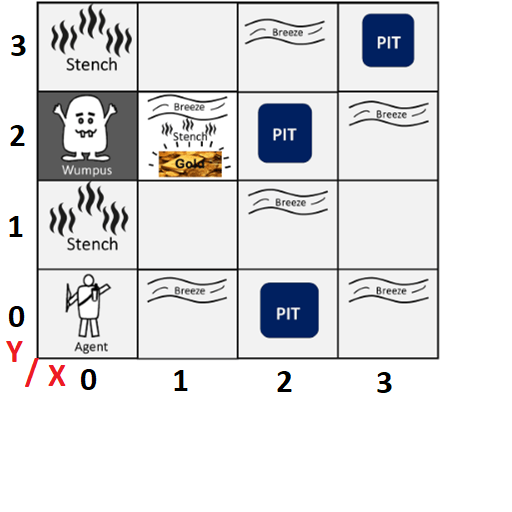 3
Stench
Breeze
PIT
2
Wumpus
Breeze
Stench
Gold
PIT
Breeze
1
Stench
Breeze
0
Agent
Breeze
PIT
Breeze
Y
/ X 0 1 2 3